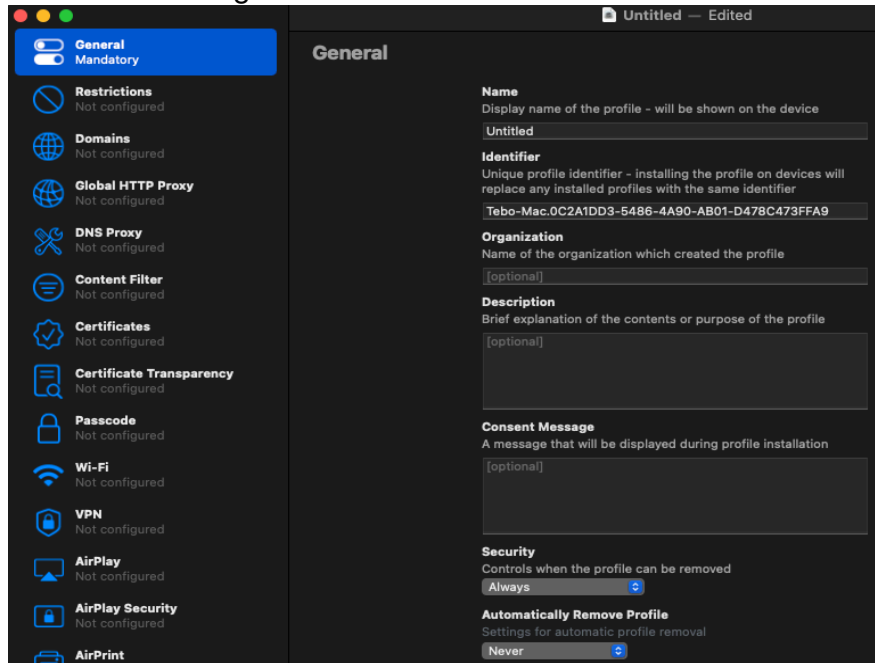 Untitled — Edited
General
Mandatory
Restrictions
Not configured
Domains
Not configured
Global HTTP Proxy
Not configured
DNS Proxy
Not configured
Content Filter
Not configured
Certificates
Not configured
Certificate Transparency
Not configured
Passcode
Not configured
Wi-Fi
Not configured
VPN
Not configured
AirPlay
Not configured
AirPlay Security
Not configured
AirPrint
General
Name
Display name of the profile - will be shown on the device
Untitled
Identifier
Unique profile identifier - installing the profile on devices will
replace any installed profiles with the same identifier
Tebo-Mac.0C2A1DD3-5486-4A90-AB01-D478C473FFA9
Organization
Name of the organization which created the profile
[optional]
Description
Brief explanation of the contents or purpose of the profile
[optional]
Consent Message
A message that will be displayed during profile installation
[optional]
Security
Controls when the profile can be removed
Always
Automatically Remove Profile
Settings for automatic profile removal
Never